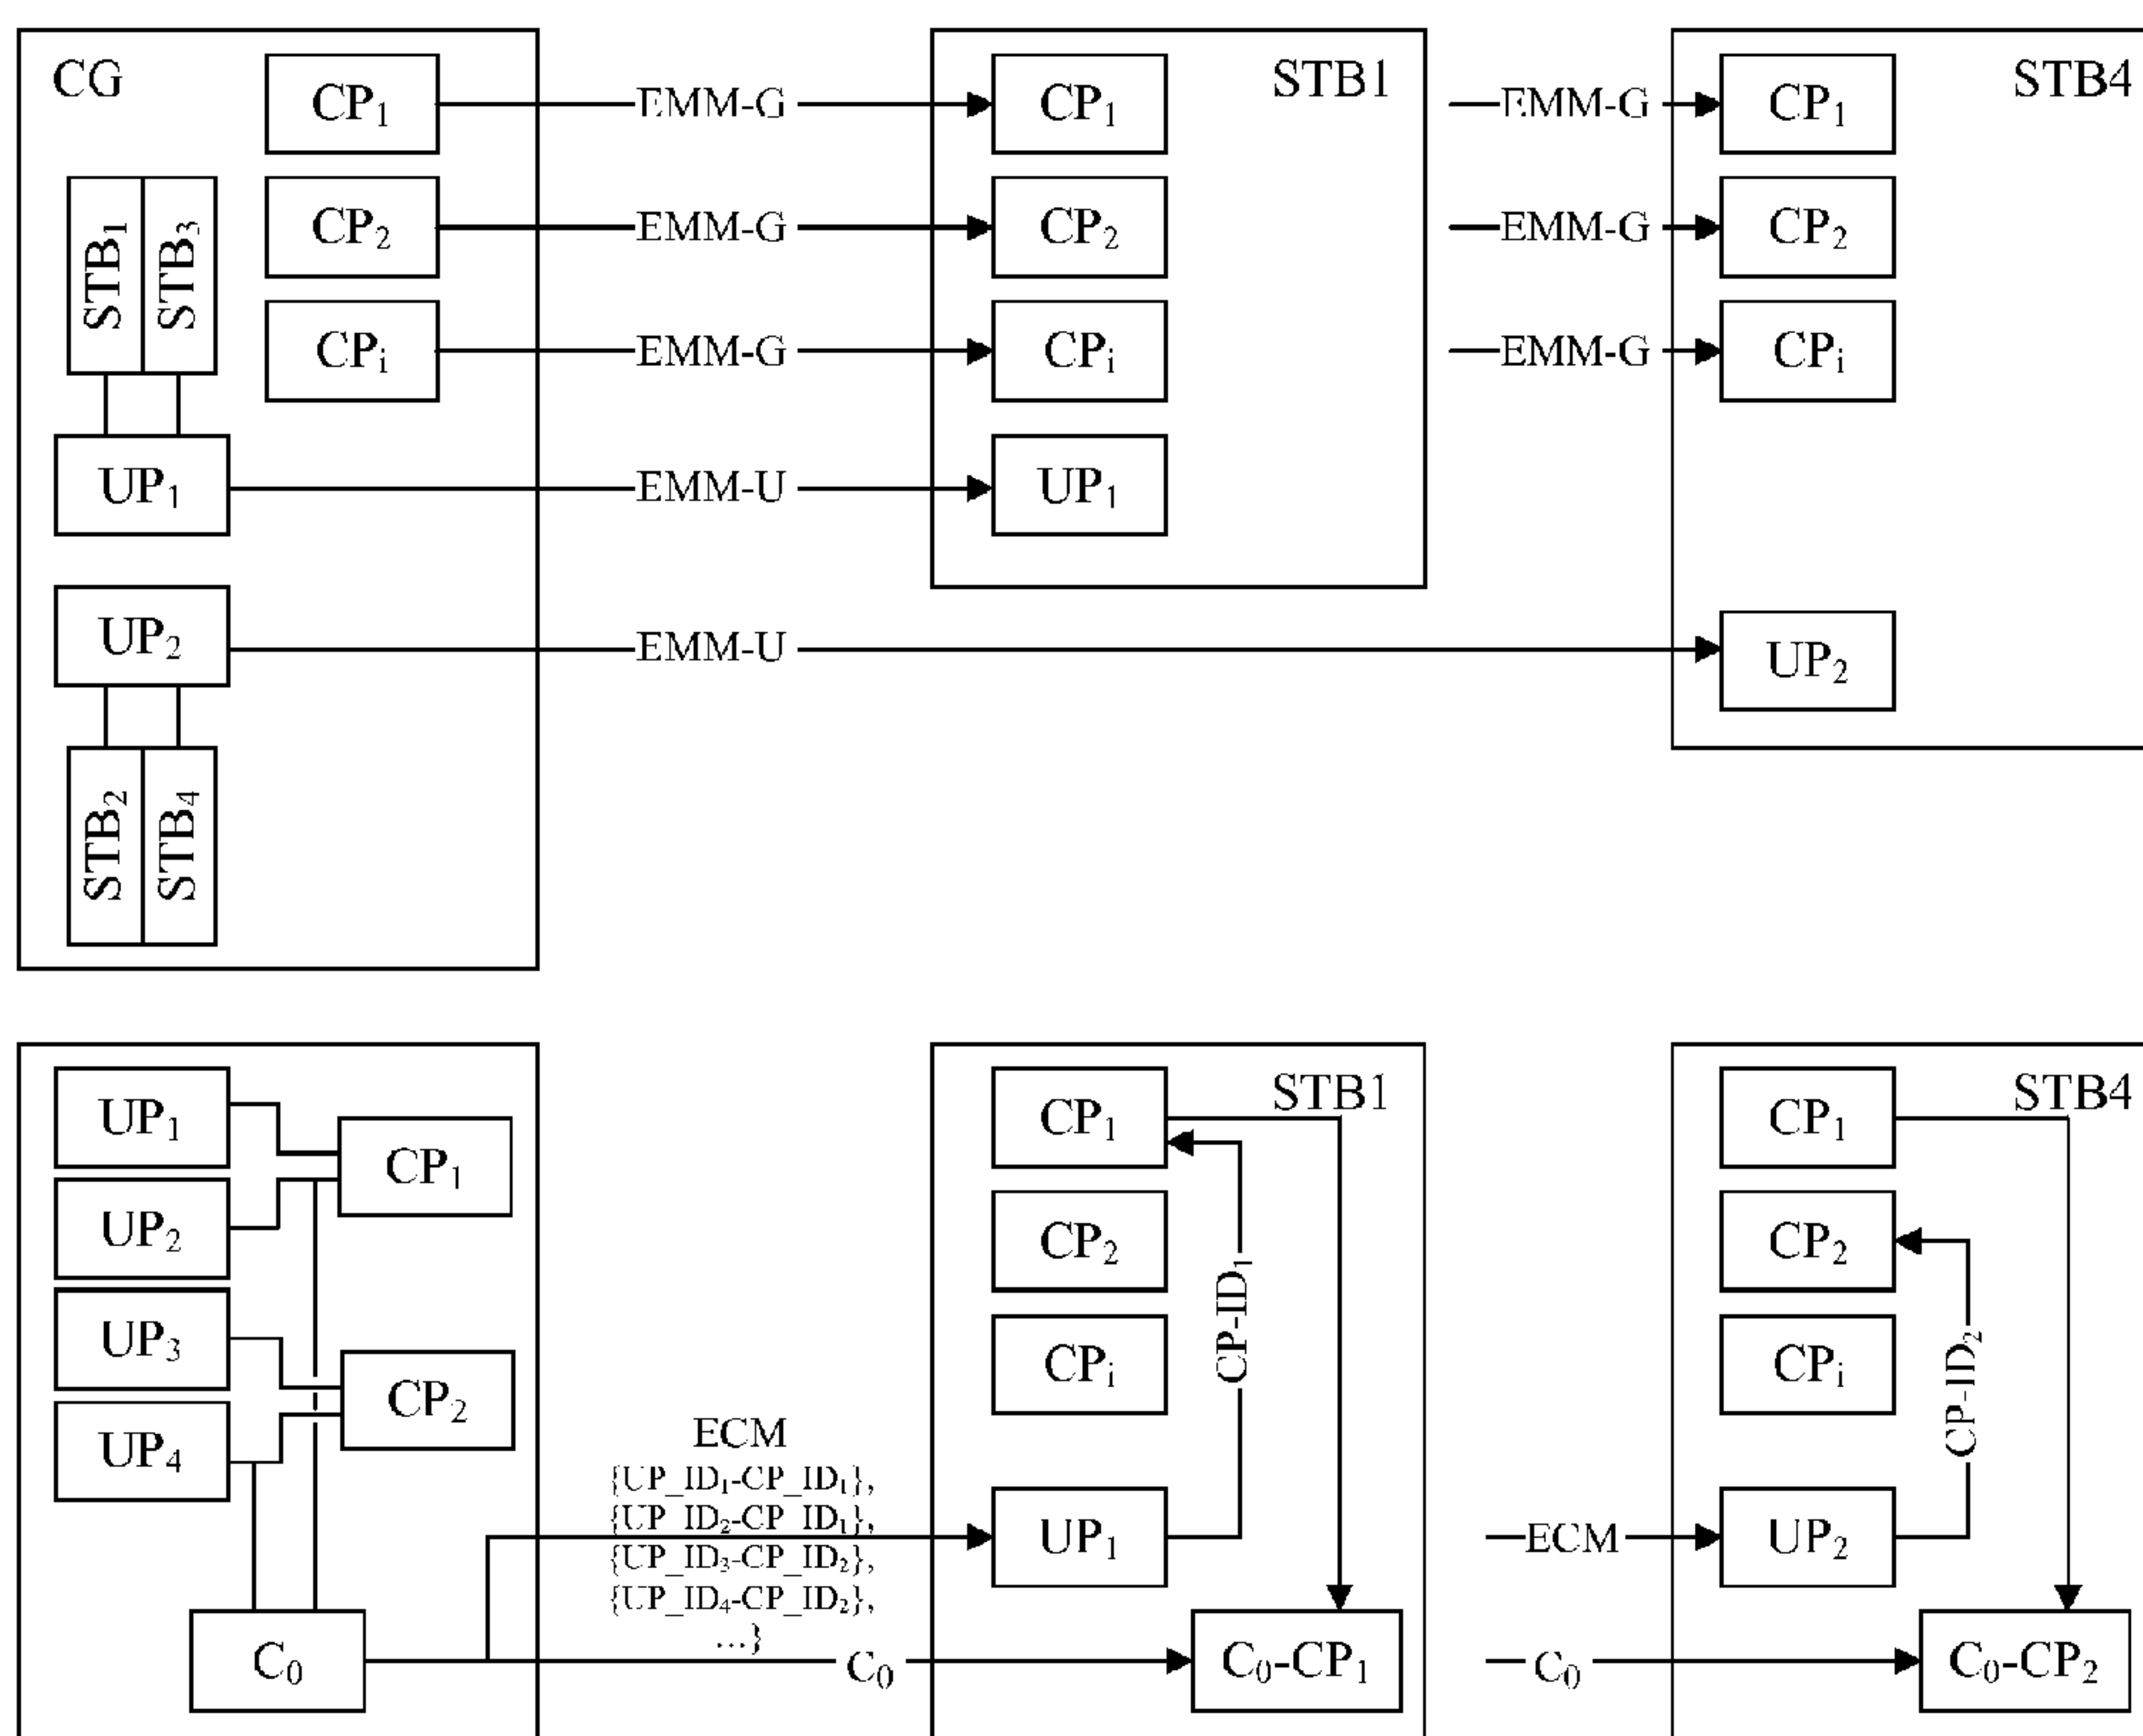 CG
CP₁
EMM-G
CP₁
STB1
EMM-G
CP₁
STB4
STB₁
STB₃
CP₂
EMM-G
CP₂
EMM-G
CP₂
CPᵢ
EMM-G
CPᵢ
EMM-G
CPᵢ
UP₁
EMM-U
UP₁
UP₂
EMM-U
UP₂
STB₂
STB₄
UP₁
CP₁
UP₂
UP₃
CP₂
UP₄
C₀
ECM
{UP_ID₁-CP_ID₁},
{UP_ID₂-CP_ID₁},
{UP_ID₃-CP_ID₂},
{UP_ID₄-CP_ID₂},
...}
C₀
STB1
CP₁
CP₂
CPᵢ
CP-ID₁
UP₁
C₀-CP₁
ECM
C₀
STB4
CP₁
CP₂
CPᵢ
CP-ID₂
UP₂
C₀-CP₂